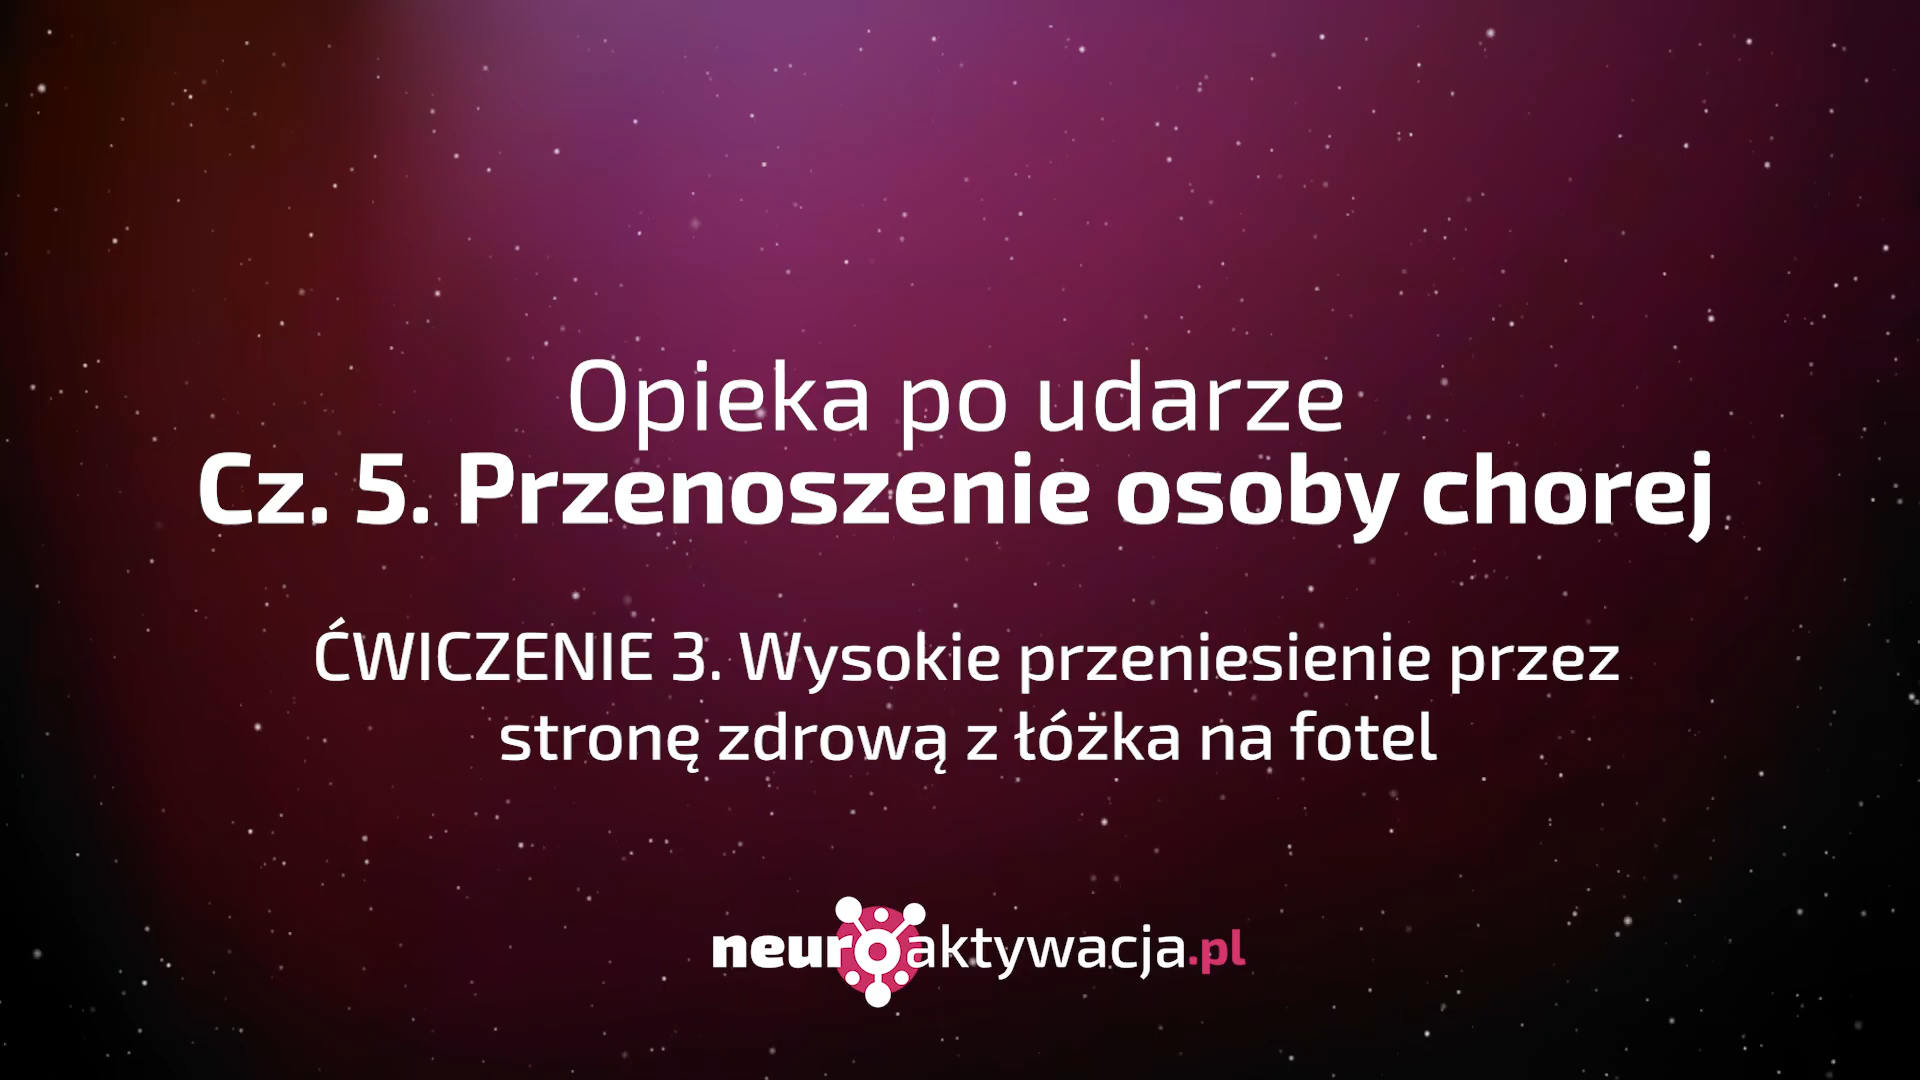 Opieka po udarze
Cz. 5. Przenoszenie osoby chorej
ĆWICZENIE 3. Wysokie przeniesienie przez
stronę zdrową z łóżka na fotel
neuroaktywacja.pl